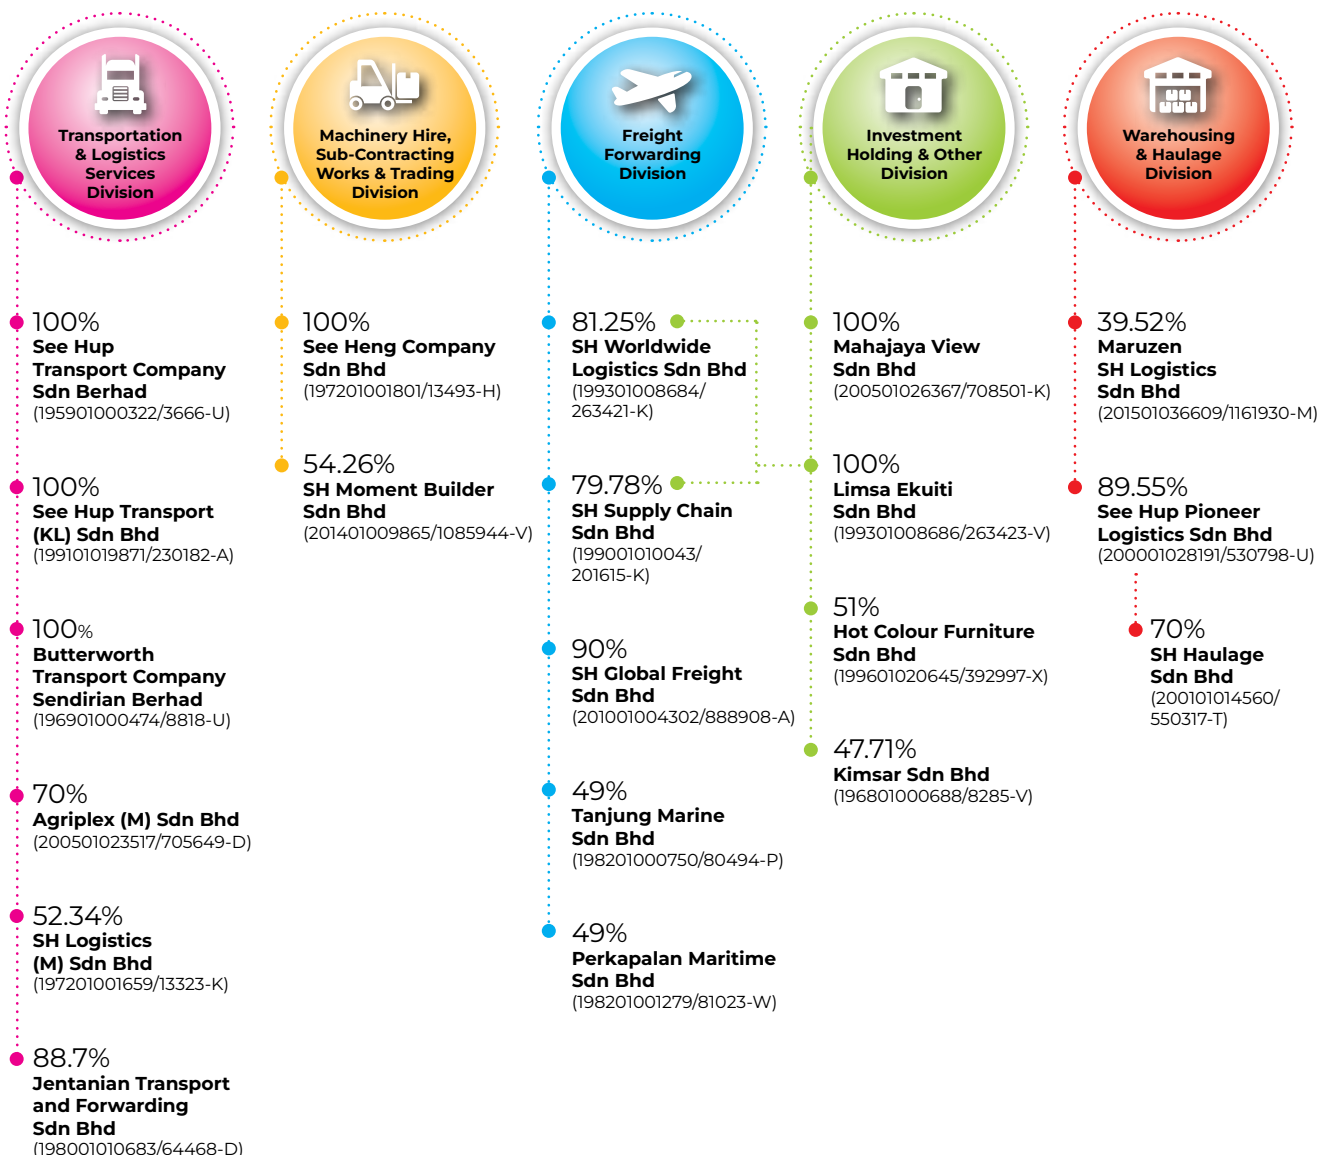 Transportation
& Logistics
Services
Division
100%
See Hup
Transport Company
Sdn Berhad
(195901000322/3666-U)
100%
See Hup Transport
(KL) Sdn Bhd
(199101019871/230182-A)
100%
Butterworth
Transport Company
Sendirian Berhad
(196901000474/8818-U)
70%
Agriplex (M) Sdn Bhd
(200501023517/705649-D)
52.34%
SH Logistics
(M) Sdn Bhd
(197201001659/13323-K)
88.7%
Jentanian Transport
and Forwarding
Sdn Bhd
(198001010683/64468-D)
Machinery Hire,
Sub-Contracting
Works & Trading
Division
100%
See Heng Company
Sdn Bhd
(197201001801/13493-H)
54.26%
SH Moment Builder
Sdn Bhd
(201401009865/1085944-V)
Freight
Forwarding
Division
81.25%
SH Worldwide
Logistics Sdn Bhd
(199301008684/
263421-K)
79.78%
SH Supply Chain
Sdn Bhd
(199001010043/
201615-K)
90%
SH Global Freight
Sdn Bhd
(201001004302/888908-A)
49%
Tanjung Marine
Sdn Bhd
(198201000750/80494-P)
49%
Perkapalan Maritime
Sdn Bhd
(198201001279/81023-W)
Investment
Holding & Other
Division
100%
Mahajaya View
Sdn Bhd
(200501026367/708501-K)
100%
Limsa Ekuiti
Sdn Bhd
(199301008686/263423-V)
51%
Hot Colour Furniture
Sdn Bhd
(199601020645/392997-X)
47.71%
Kimsar Sdn Bhd
(196801000688/8285-V)
Warehousing
& Haulage
Division
39.52%
Maruzen
SH Logistics
Sdn Bhd
(201501036609/1161930-M)
89.55%
See Hup Pioneer
Logistics Sdn Bhd
(200001028191/530798-U)
70%
SH Haulage
Sdn Bhd
(200101014560/
550317-T)